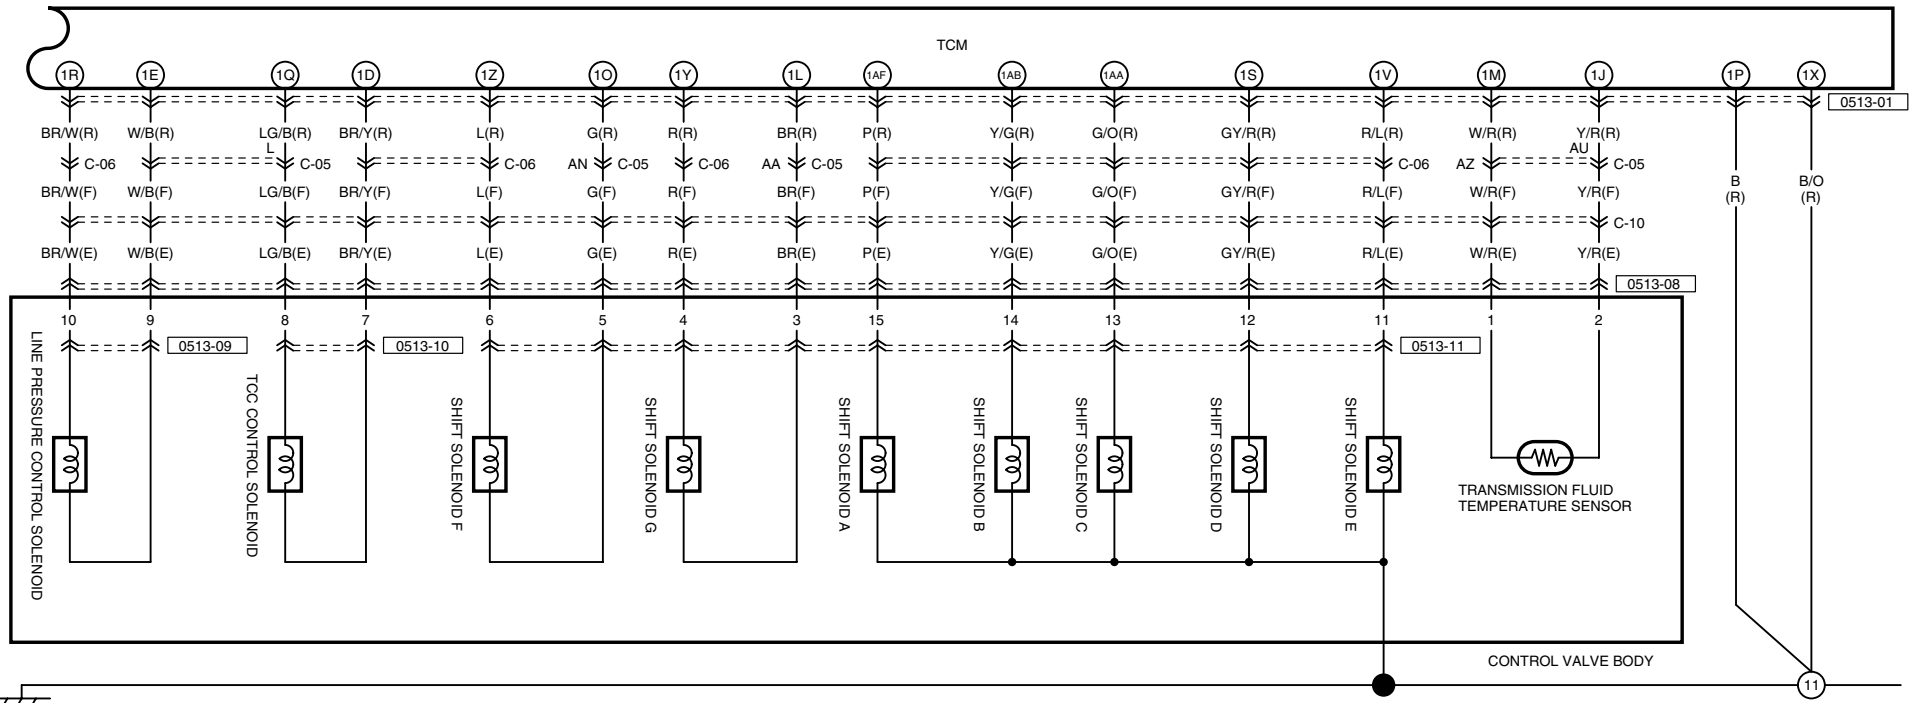 TCM
1R 1E 1Q 1D 1Z 1O 1Y 1L 1AF 1AB 1AA 1S 1V 1M 1J 1P 1X
0513-01
BR/W(R) W/B(R) LG/B(R) BR/Y(R) L(R) G(R) R(R) BR(R) P(R) Y/G(R) G/O(R) GY/R(R) R/L(R) W/R(R) Y/R(R)
L AU
C-06 C-05 C-06 AN C-05 C-06 AA C-05 C-06 AZ C-05
B B/O
(R) (R)
BR/W(F) W/B(F) LG/B(F) BR/Y(F) L(F) G(F) R(F) BR(F) P(F) Y/G(F) G/O(F) GY/R(F) R/L(F) W/R(F) Y/R(F)
C-10
BR/W(E) W/B(E) LG/B(E) BR/Y(E) L(E) G(E) R(E) BR(E) P(E) Y/G(E) G/O(E) GY/R(E) R/L(E) W/R(E) Y/R(E)
0513-08
10 9 8 7 6 5 4 3 15 14 13 12 11 1 2
0513-09 0513-10 0513-11
LINE PRESSURE CONTROL SOLENOID
TCC CONTROL SOLENOID
SHIFT SOLENOID F
SHIFT SOLENOID G
SHIFT SOLENOID A
SHIFT SOLENOID B
SHIFT SOLENOID C
SHIFT SOLENOID D
SHIFT SOLENOID E
TRANSMISSION FLUID
TEMPERATURE SENSOR
CONTROL VALVE BODY
11